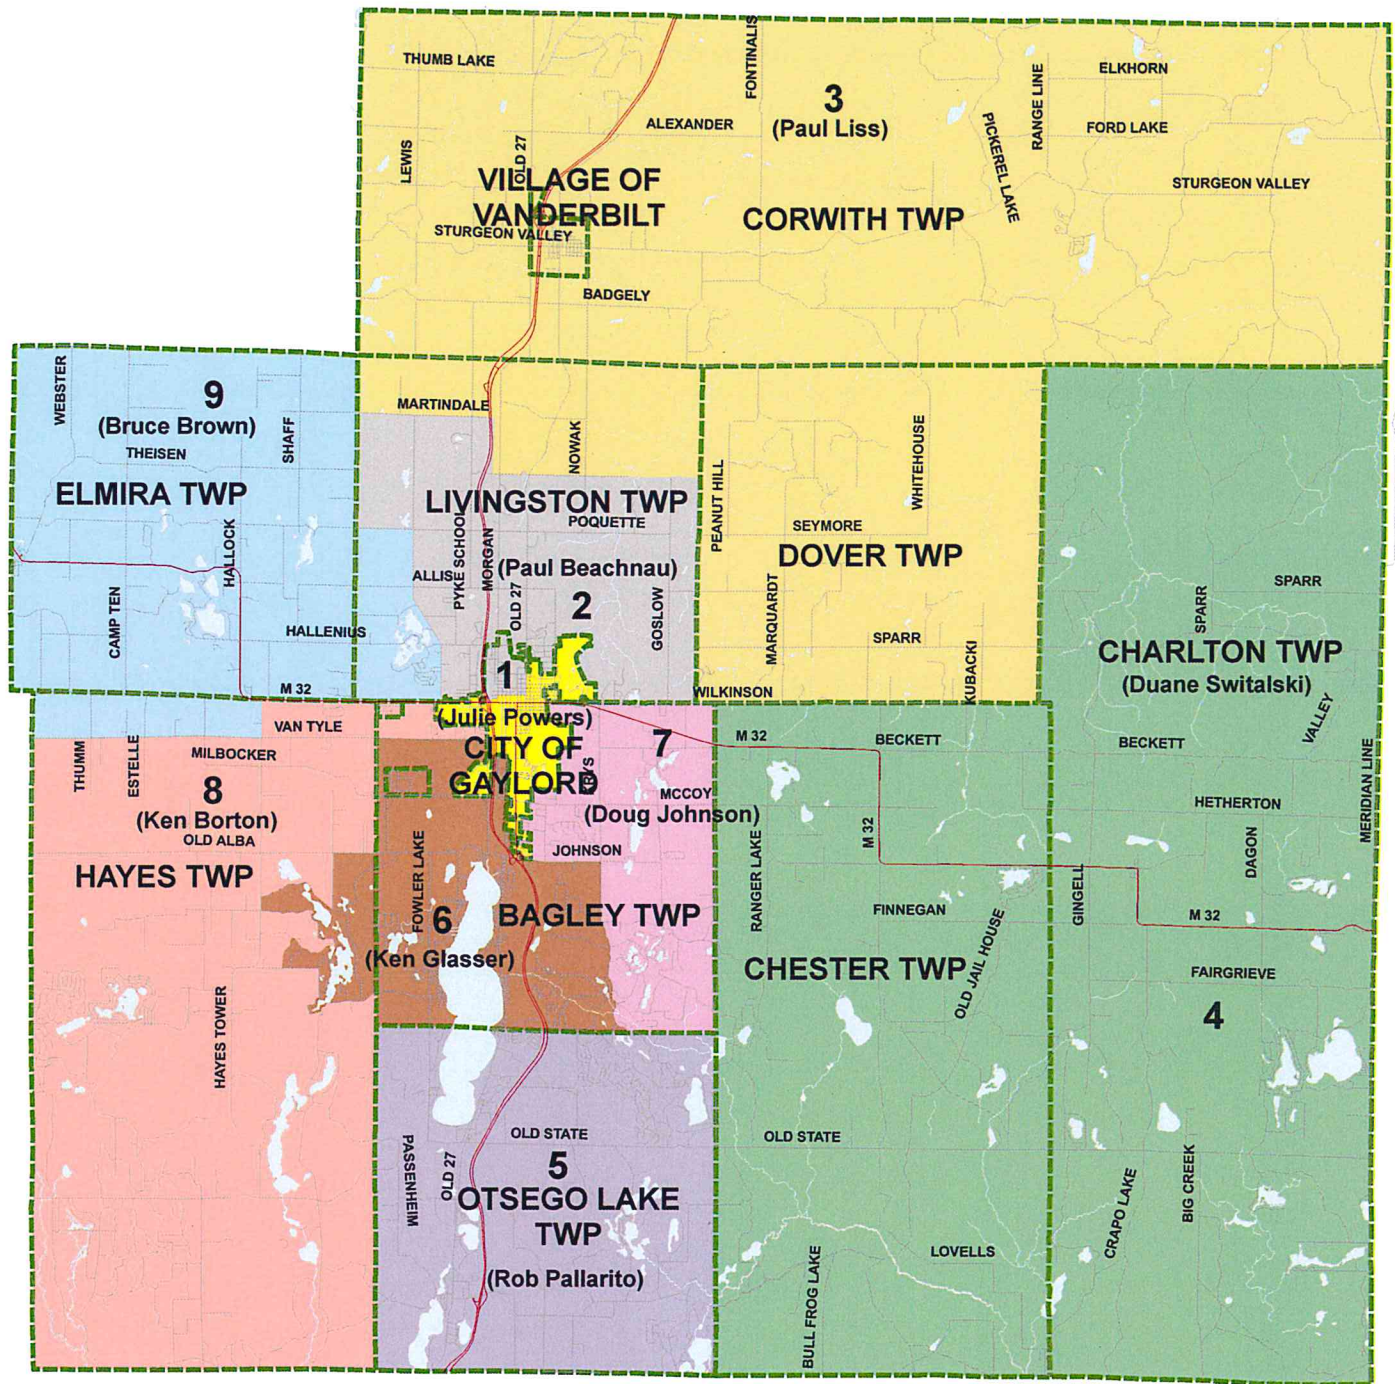 THUMB LAKE
FONTINALIS
RANGE LINE
ELKHORN
3
(Paul Liss)
ALEXANDER
PICKEREL LAKE
FORD LAKE
LEWIS
OLD 27
VILLAGE OF
VANDERBILT
STURGEON VALLEY
CORWITH TWP
STURGEON VALLEY
BADGELY
WEBSTER
9
(Bruce Brown)
SHAFF
THEISEN
ELMIRA TWP
HALLOCK
CAMP TEN
HALLENIUS
M 32
MARTINDALE
NOWAK
LIVINGSTON TWP
POQUETTE
PYKE SCHOOL
MORGAN
ALLIS
(Paul Beachnau)
OLD 27
2
GOSLOW
PEANUT HILL
WHITEHOUSE
SEYMORE
DOVER TWP
MARQUARDT
SPARR
KUBACKI
WILKINSON
SPARR
SPARR
CHARLTON TWP
(Duane Switalski)
VALLEY
1
(Julie Powers)
CITY OF
GAYLORD
VAN TYLE
MILBOCKER
THUMM
ESTELLE
8
(Ken Borton)
OLD ALBA
HAYES TWP
HAYES TOWER
7
MCCOY
(Doug Johnson)
JOHNSON
FOWLER LAKE
6
BAGLEY TWP
(Ken Glasser)
M 32
BECKETT
BECKETT
MERIDIAN LINE
HETHERTON
M 32
RANGER LAKE
DAGON
GINGELL
FINNEGAN
M 32
CHESTER TWP
OLD JAIL HOUSE
FAIRGRIEVE
4
OLD STATE
5
OTSEGO LAKE
TWP
(Rob Pallarito)
PASSENHEIM
OLD 27
OLD STATE
BULL FROG LAKE
LOVELLS
CRAPO LAKE
BIG CREEK